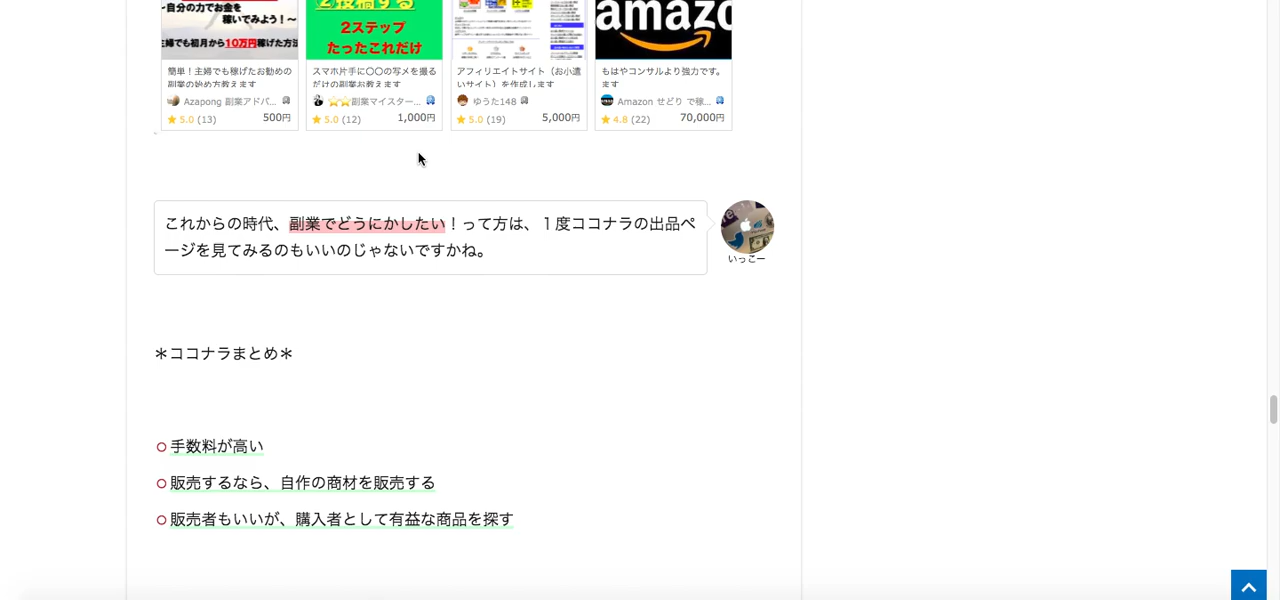 ~自分の力でお金を
稼いでみよう！~
主婦でも初月から10万円稼げた方法
②投稿する
2ステップ
たったこれだけ
amazo
簡単！主婦でも稼げたお勧めの
副業の始め方教えます
Azapong 副業アドバ...
5.0 (13)
500円
スマホ片手に〇〇の写メを撮る
だけの副業お教えます
副業マイスター...
5.0 (12)
1,000円
アフィリエイトサイト（お小遣
いサイト）を作成します
ゆうた148
5.0 (19)
5,000円
もはやコンサルより強力です。
ます
Amazon せどり で稼...
4.8 (22)
70,000円
これからの時代、副業でどうにかしたい！って方は、１度ココナラの出品ペ
ージを見てみるのもいいのじゃないですかね。
いっこー
＊ココナラまとめ＊
手数料が高い
販売するなら、自作の商材を販売する
販売者もいいが、購入者として有益な商品を探す